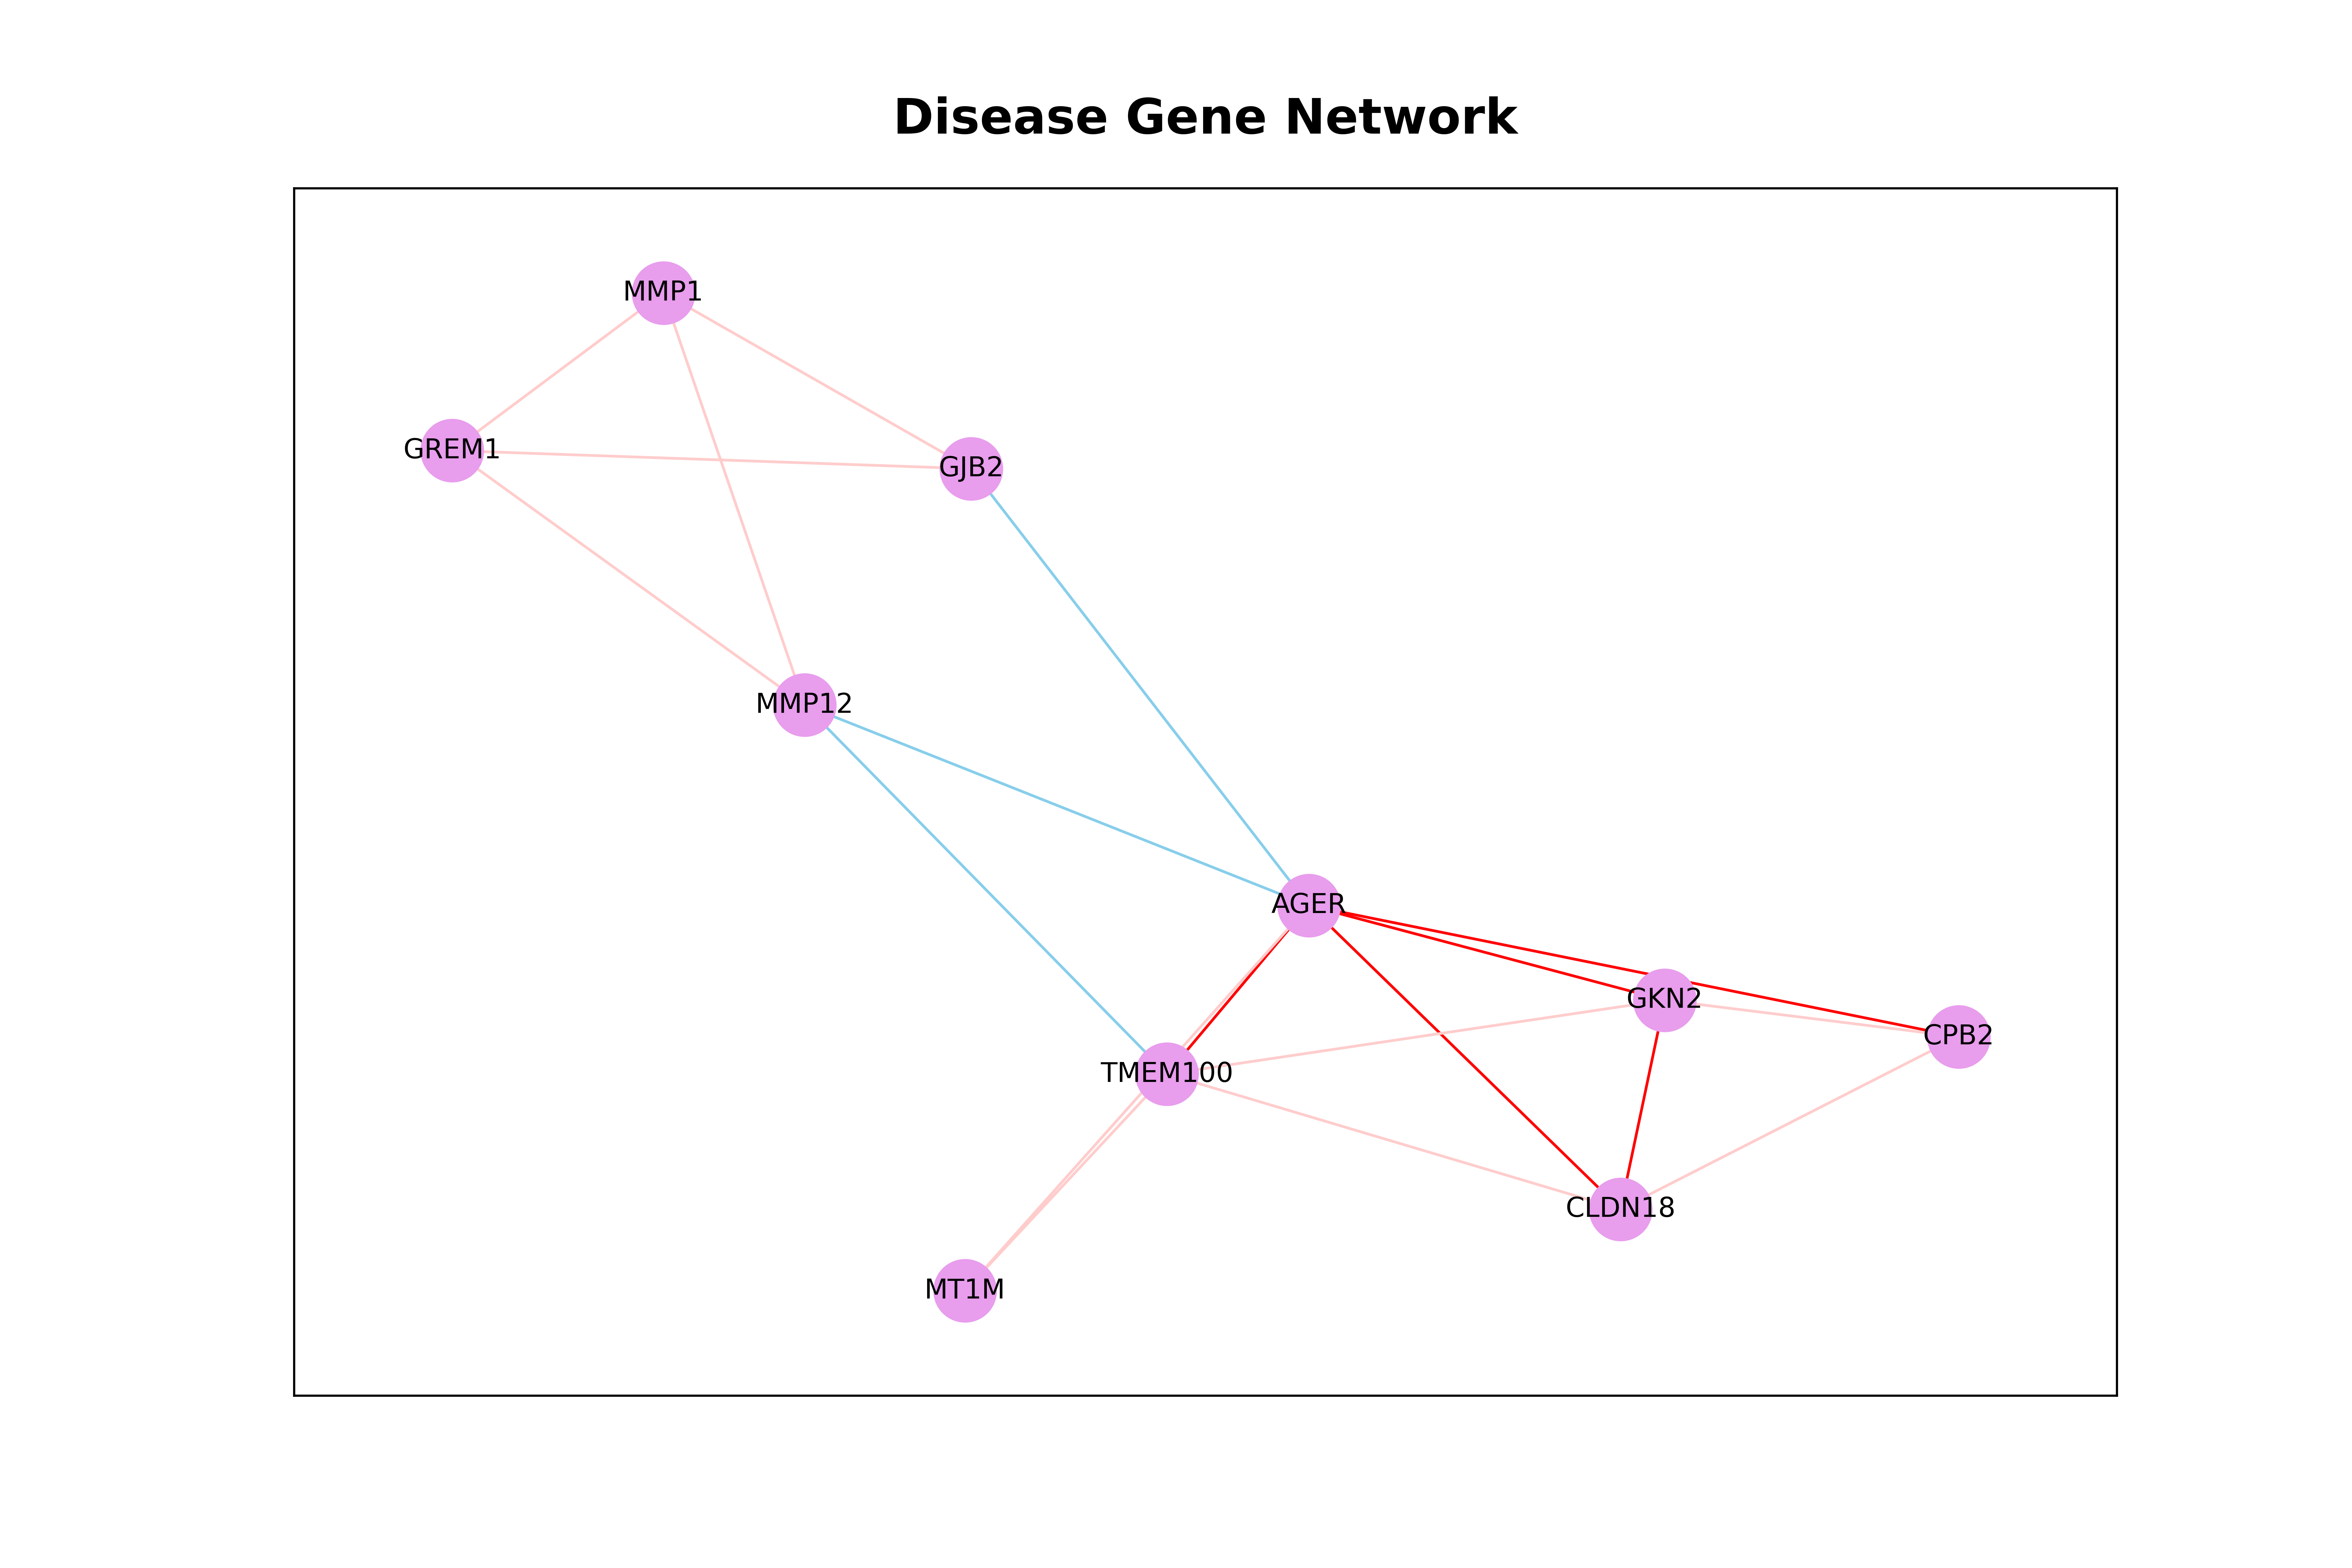 Disease Gene Network
MMP1
GREM1
GJB2
MMP12
AGER
GKN2
CPB2
TMEM100
CLDN18
MT1M